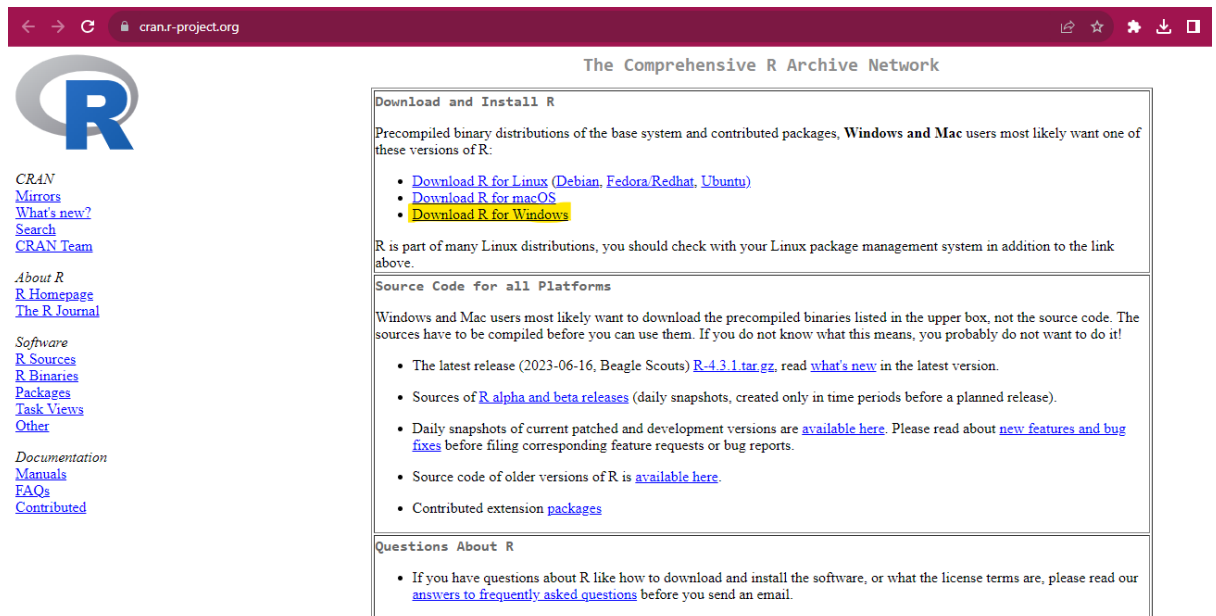 cran.r-project.org
The Comprehensive R Archive Network
R
CRAN
Mirrors
What's new?
Search
CRAN Team
About R
R Homepage
The R Journal
Software
R Sources
R Binaries
Packages
Task Views
Other
Documentation
Manuals
FAQs
Contributed
Download and Install R
Precompiled binary distributions of the base system and contributed packages, Windows and Mac users most likely want one of
these versions of R:
• Download R for Linux (Debian, Fedora/Redhat, Ubuntu)
• Download R for macOS
• Download R for Windows
R is part of many Linux distributions, you should check with your Linux package management system in addition to the link
above.
Source Code for all Platforms
Windows and Mac users most likely want to download the precompiled binaries listed in the upper box, not the source code. The
sources have to be compiled before you can use them. If you do not know what this means, you probably do not want to do it!
• The latest release (2023-06-16, Beagle Scouts) R-4.3.1.tar.gz, read what's new in the latest version.
• Sources of R alpha and beta releases (daily snapshots, created only in time periods before a planned release).
• Daily snapshots of current patched and development versions are available here. Please read about new features and bug
fixes before filing corresponding feature requests or bug reports.
• Source code of older versions of R is available here.
• Contributed extension packages
Questions About R
• If you have questions about R like how to download and install the software, or what the license terms are, please read our
answers to frequently asked questions before you send an email.